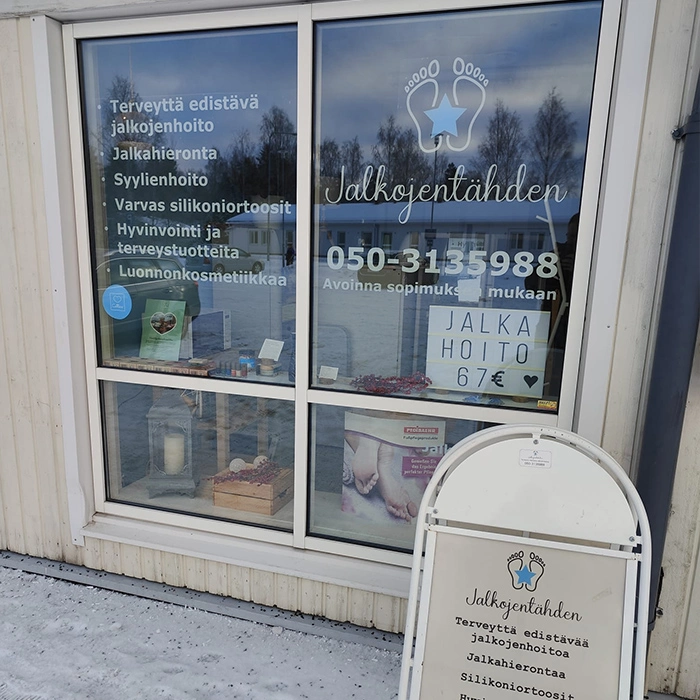 • Terveyttä edistävä
jalkojenhoito
• Jalkahieronta
• Syylienhoito
• Varvas silikoniortoosit
• Hyvinvointi ja
terveystuotteita
• Luonnonkosmetiikkaa
Jalkojentähden
050-3135988
Avoinna sopimuks mukaan
JALKA
HOITO
67€ ♥
Jalkojentähden
Terveyttä edistävää
jalkojenhoitoa
Jalkahierontaa
Silikoniortoosit